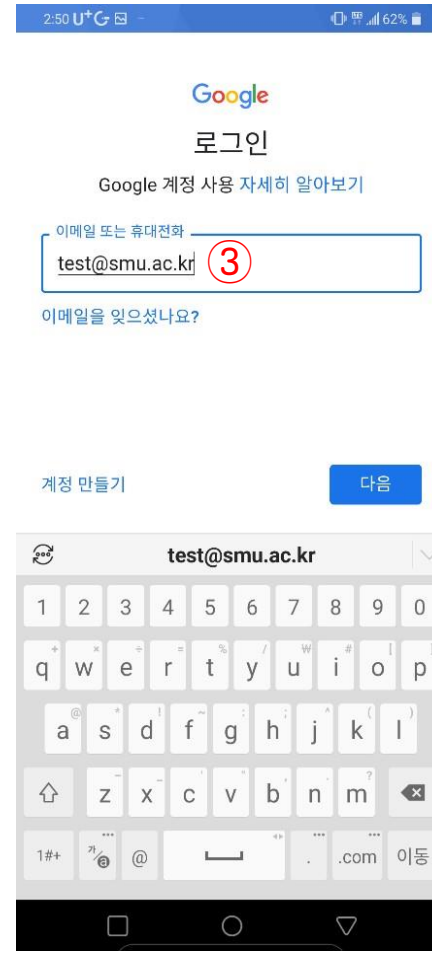 2:50 U⁺G
62%
Google
로그인
Google 계정 사용 자세히 알아보기
이메일 또는 휴대전화
test@smu.ac.kr ③
이메일을 잊으셨나요?
계정 만들기 다음
test@smu.ac.kr
1 2 3 4 5 6 7 8 9 0
q w e r t y u i o p
a s d f g h j k l
z x c v b n m
1#+ 가/ⓐ @ . .com 이동